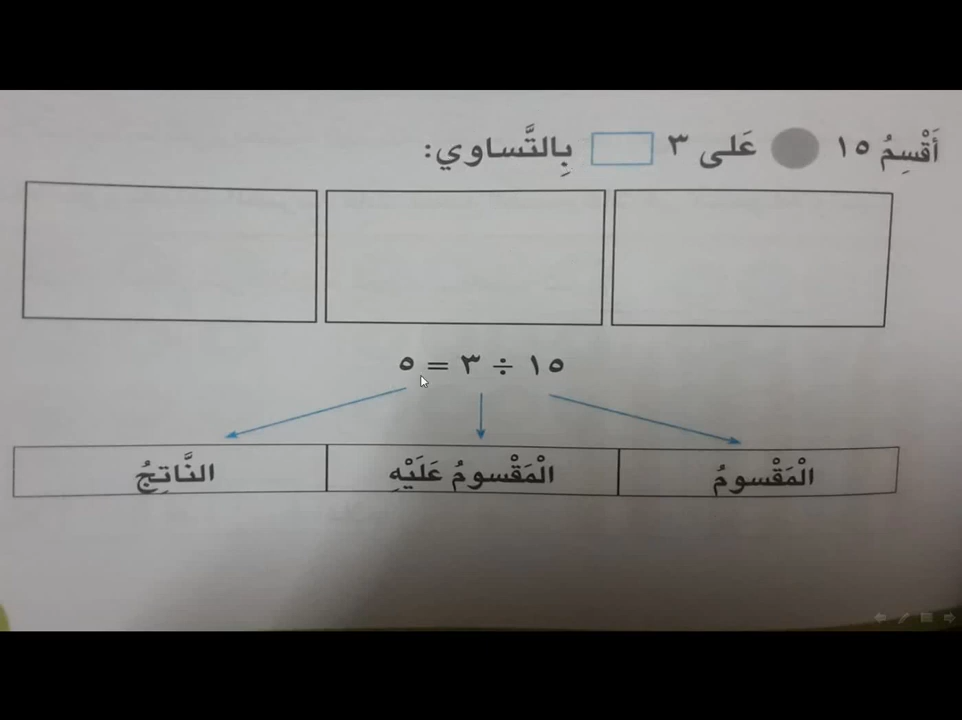 أَقْسِمُ ١٥ عَلى ٣ بِالتَّساوي:
١٥ ÷ ٣ = ٥
الْمَقْسومُ الْمَقْسومُ عَلَيْهِ النَّاتِجُ